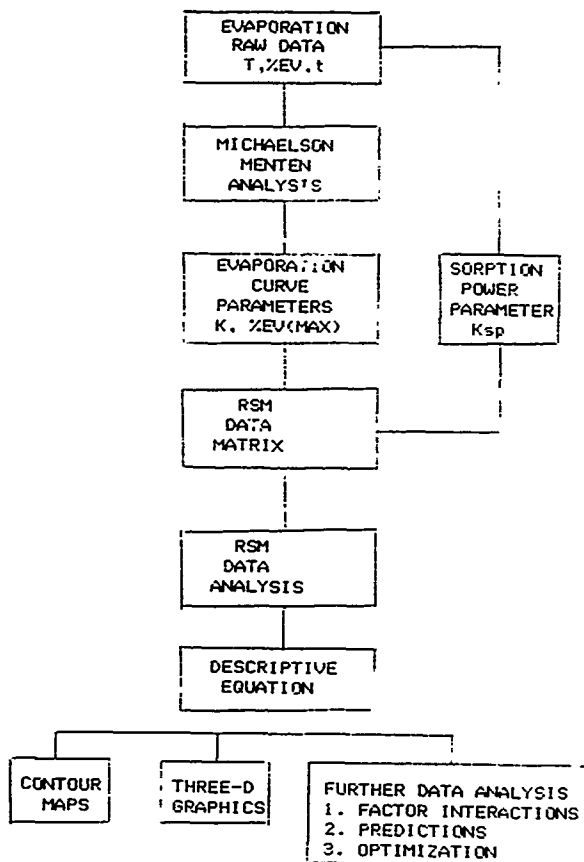 EVAPORATION
RAW DATA
T,%EV.t
MICHAELSON
MENTEN
ANALYS'S
EVAPORATION
CURVE
PARAMETERS
K. %EV(MAX)
SORPTION
POWER
PARAMETER
Ksp
RSM
DATA
MATRIX
RSM
DATA
ANALYSIS
DESCRIPTIVE
EQUATION
CONTOUR
MAPS
THREE-D
GRAPHICS
FURTHER DATA ANALYSIS
1. FACTOR INTERACTIONS
2. PREDICTIONS
3. OPTIMIZATION